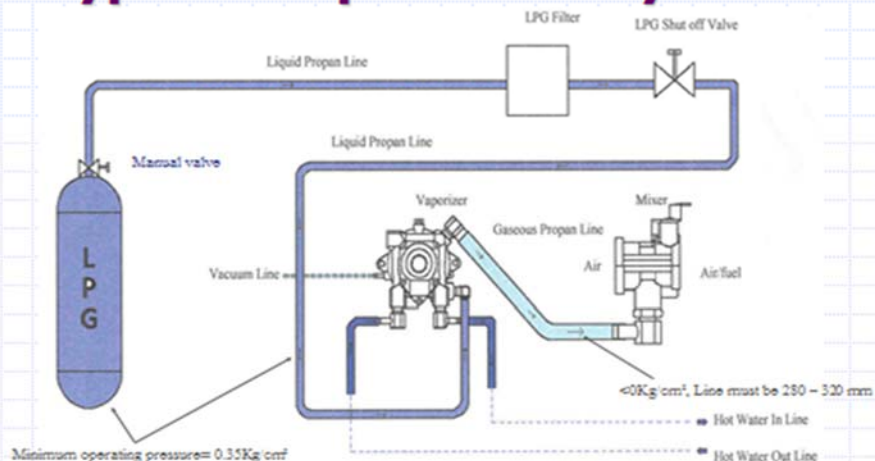 LPG Filter
LPG Shut off Valve
Liquid Propan Line
Liquid Propan Line
Manual valve
Vaporizer
Mixer
Gaseous Propan Line
Air
Air/fuel
Vacuum Line
L
P
G
<0Kg/cm², Line must be 280 – 320 mm
Hot Water In Line
Minimum operating pressure= 0.35Kg/cm²
Hot Water Out Line